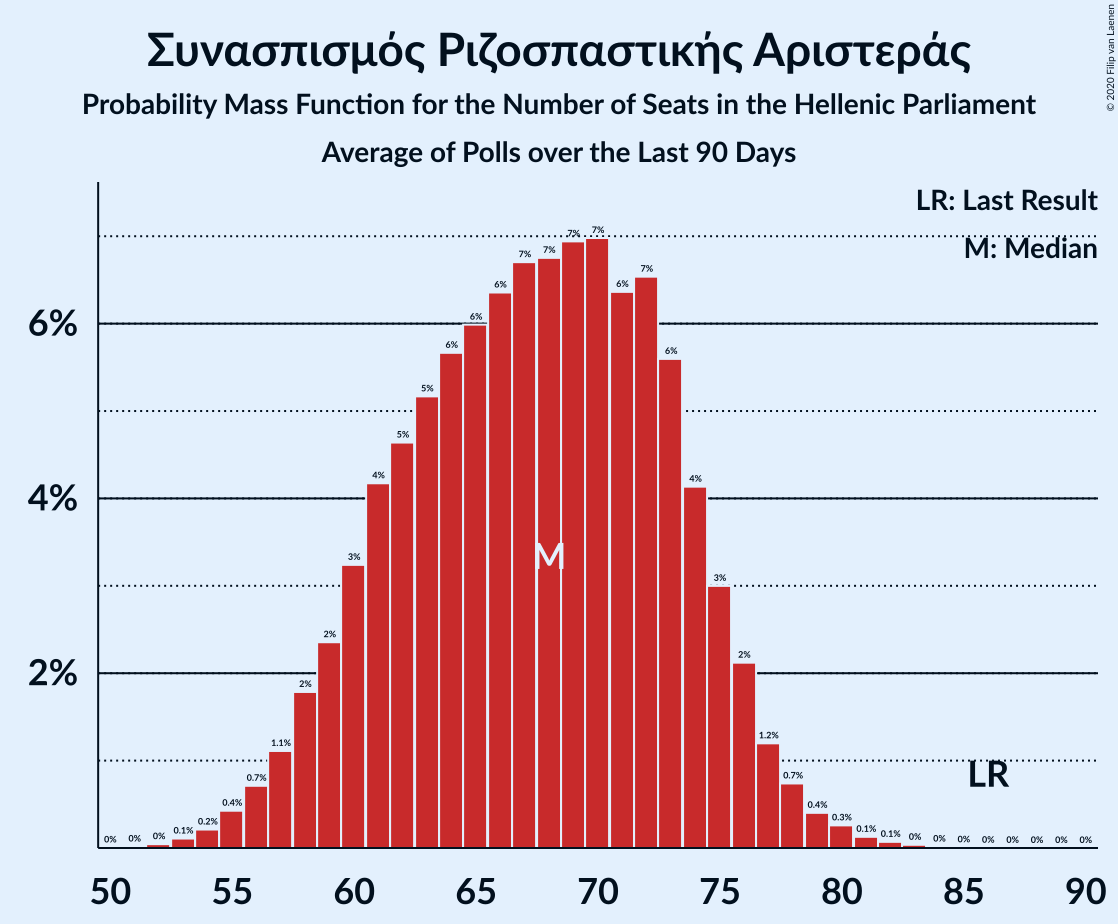 Συνασπισμός Ριζοσπαστικής Αριστεράς
Probability Mass Function for the Number of Seats in the Hellenic Parliament
Average of Polls over the Last 90 Days
© 2020 Filip van Laenen
LR: Last Result
M: Median
6%
4%
2%
0% 0% 0% 0.1% 0.2% 0.4% 0.7% 1.1% 2% 2% 3% 4% 5% 5% 6% 6% 6% 7% 7% 7% 7% 6% 7% 6% 4% 3% 2% 1.2% 0.7% 0.4% 0.3% 0.1% 0.1% 0% 0% 0% 0% 0% 0% 0% 0%
M
LR
50 55 60 65 70 75 80 85 90